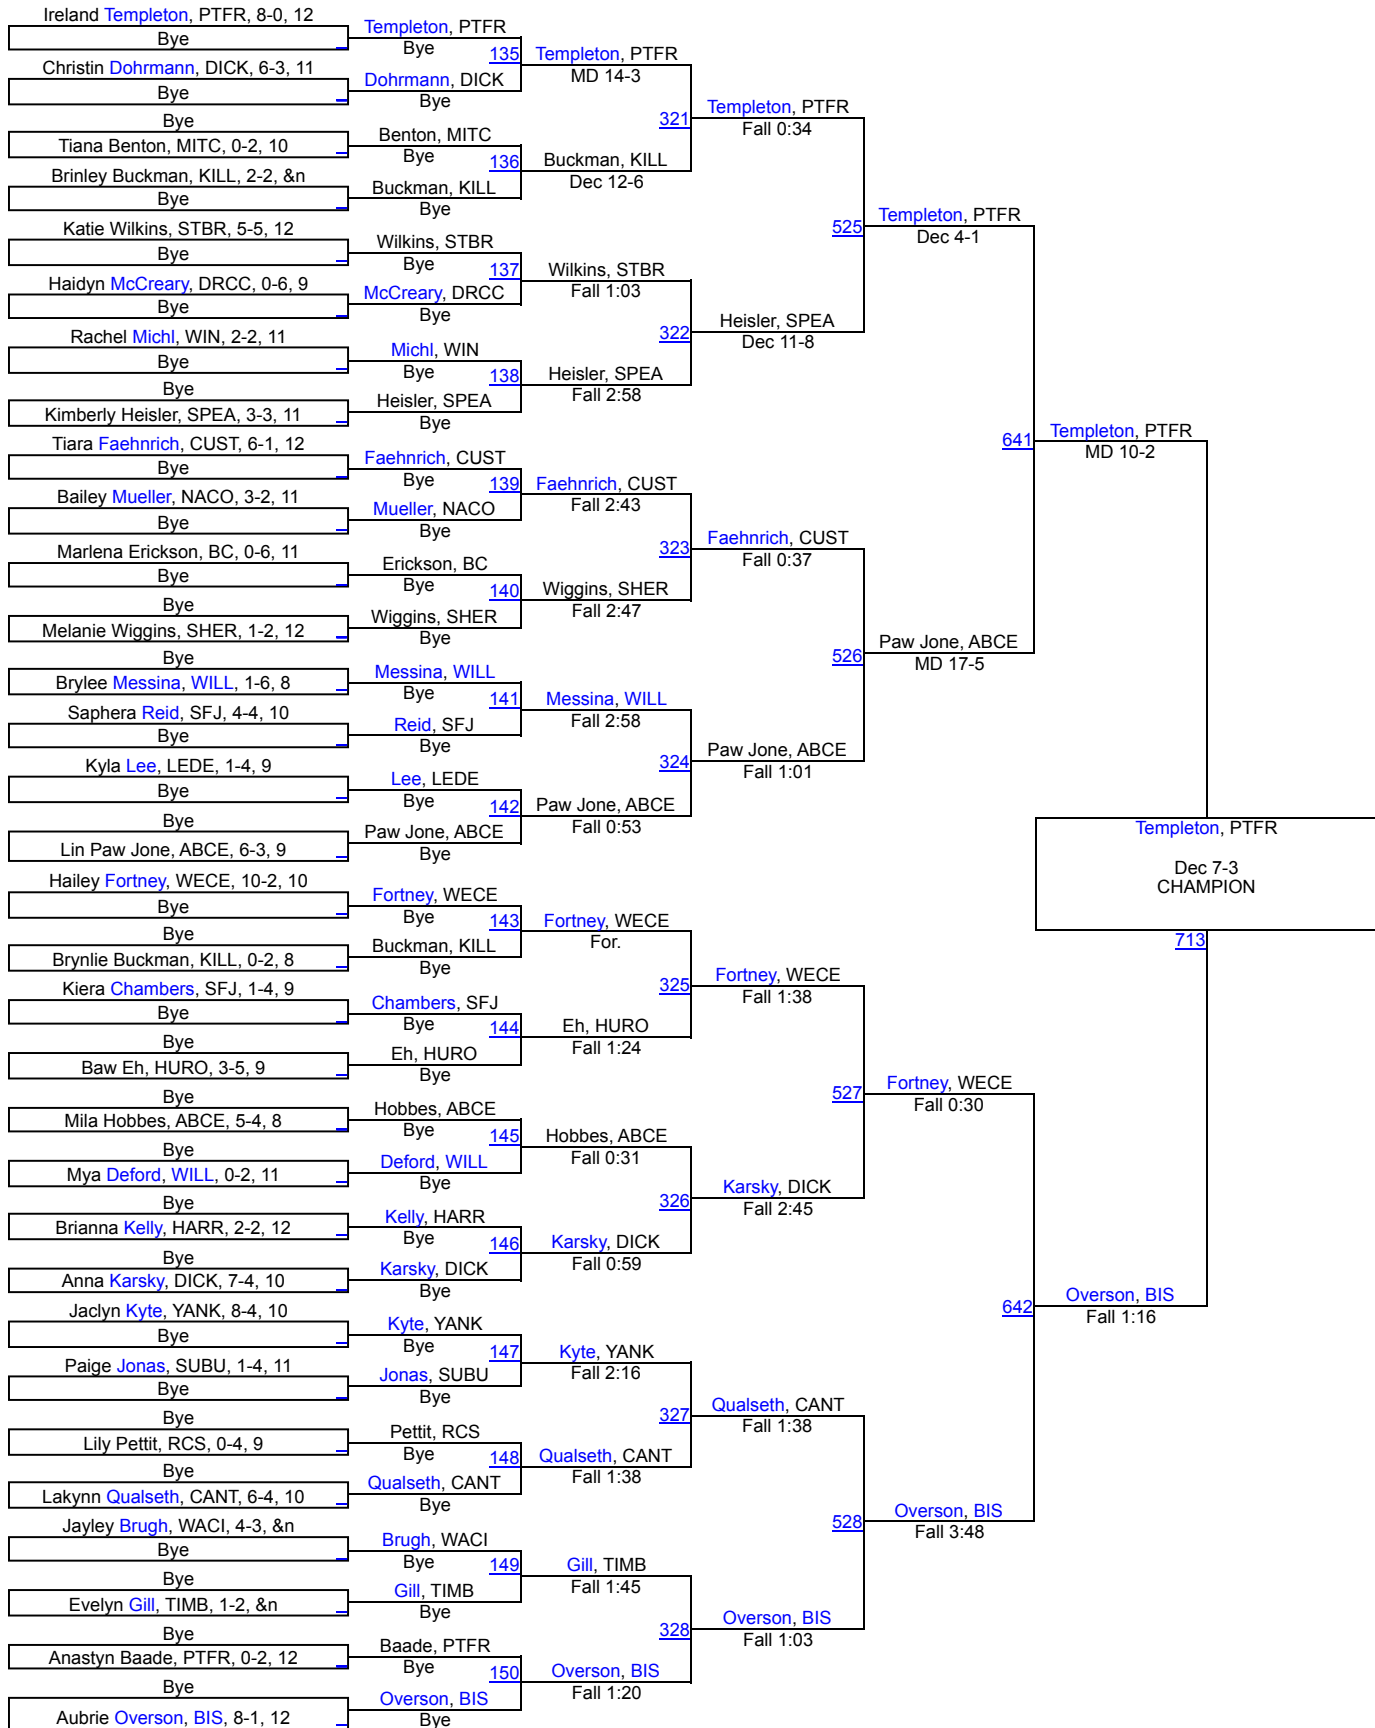 Ireland Templeton, PTFR, 8-0, 12
Bye
Christin Dohrmann, DICK, 6-3, 11
Bye
Bye
Tiana Benton, MITC, 0-2, 10
Brinley Buckman, KILL, 2-2, &n
Bye
Katie Wilkins, STBR, 5-5, 12
Bye
Haidyn McCreary, DRCC, 0-6, 9
Bye
Rachel Michl, WIN, 2-2, 11
Bye
Bye
Kimberly Heisler, SPEA, 3-3, 11
Tiara Faehnrich, CUST, 6-1, 12
Bye
Bailey Mueller, NACO, 3-2, 11
Bye
Marlena Erickson, BC, 0-6, 11
Bye
Bye
Melanie Wiggins, SHER, 1-2, 12
Bye
Brylee Messina, WILL, 1-6, 8
Saphera Reid, SFJ, 4-4, 10
Bye
Kyla Lee, LEDE, 1-4, 9
Bye
Bye
Lin Paw Jone, ABCE, 6-3, 9
Hailey Fortney, WECE, 10-2, 10
Bye
Bye
Brynlie Buckman, KILL, 0-2, 8
Kiera Chambers, SFJ, 1-4, 9
Bye
Bye
Baw Eh, HURO, 3-5, 9
Bye
Mila Hobbes, ABCE, 5-4, 8
Bye
Mya Deford, WILL, 0-2, 11
Bye
Brianna Kelly, HARR, 2-2, 12
Bye
Anna Karsky, DICK, 7-4, 10
Jaclyn Kyte, YANK, 8-4, 10
Bye
Paige Jonas, SUBU, 1-4, 11
Bye
Bye
Lily Pettit, RCS, 0-4, 9
Bye
Lakynn Qualseth, CANT, 6-4, 10
Jayley Brugh, WACI, 4-3, &n
Bye
Bye
Evelyn Gill, TIMB, 1-2, &n
Bye
Anastyn Baade, PTFR, 0-2, 12
Bye
Aubrie Overson, BIS, 8-1, 12
Templeton, PTFR
Bye
135
Dohrmann, DICK
Bye
Benton, MITC
Bye
136
Buckman, KILL
Bye
Wilkins, STBR
Bye
137
McCreary, DRCC
Bye
Michl, WIN
Bye
138
Heisler, SPEA
Bye
Faehnrich, CUST
Bye
139
Mueller, NACO
Bye
Erickson, BC
Bye
140
Wiggins, SHER
Bye
Messina, WILL
Bye
141
Reid, SFJ
Bye
Lee, LEDE
Bye
142
Paw Jone, ABCE
Bye
Fortney, WECE
Bye
143
Buckman, KILL
Bye
Chambers, SFJ
Bye
144
Eh, HURO
Bye
Hobbes, ABCE
Bye
145
Deford, WILL
Bye
Kelly, HARR
Bye
146
Karsky, DICK
Bye
Kyte, YANK
Bye
147
Jonas, SUBU
Bye
Pettit, RCS
Bye
148
Qualseth, CANT
Bye
Brugh, WACI
Bye
149
Gill, TIMB
Bye
Baade, PTFR
Bye
150
Overson, BIS
Bye
Templeton, PTFR
MD 14-3
321
Buckman, KILL
Dec 12-6
Wilkins, STBR
Fall 1:03
322
Heisler, SPEA
Fall 2:58
Faehnrich, CUST
Fall 2:43
323
Wiggins, SHER
Fall 2:47
Messina, WILL
Fall 2:58
324
Paw Jone, ABCE
Fall 0:53
Fortney, WECE
For.
325
Eh, HURO
Fall 1:24
Hobbes, ABCE
Fall 0:31
326
Karsky, DICK
Fall 0:59
Kyte, YANK
Fall 2:16
327
Qualseth, CANT
Fall 1:38
Gill, TIMB
Fall 1:45
328
Overson, BIS
Fall 1:20
Templeton, PTFR
Fall 0:34
525
Heisler, SPEA
Dec 11-8
Faehnrich, CUST
Fall 0:37
526
Paw Jone, ABCE
Fall 1:01
Fortney, WECE
Fall 1:38
527
Karsky, DICK
Fall 2:45
Qualseth, CANT
Fall 1:38
528
Overson, BIS
Fall 1:03
Templeton, PTFR
Dec 4-1
641
Paw Jone, ABCE
MD 17-5
Fortney, WECE
Fall 0:30
642
Overson, BIS
Fall 3:48
Templeton, PTFR
MD 10-2
Templeton, PTFR
Dec 7-3
CHAMPION
713
Overson, BIS
Fall 1:16